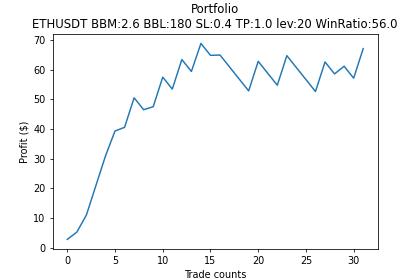 Portfolio
ETHUSDT BBM:2.6 BBL:180 SL:0.4 TP:1.0 lev:20 WinRatio:56.0
70
60
50
40
30
20
10
0
Profit ($)
0 5 10 15 20 25 30
Trade counts